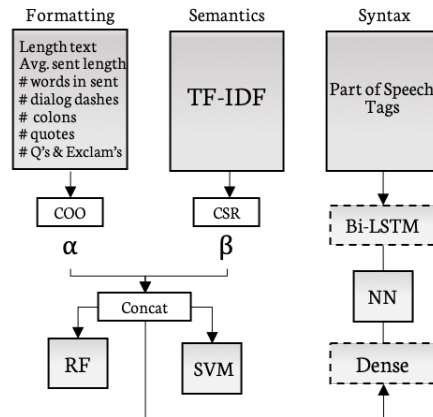 Formatting
Semantics
Syntax
Length text
Avg. sent length
# words in sent
# dialog dashes
# colons
# quotes
# Q's & Exclam's
TF-IDF
Part of Speech
Tags
COO
CSR
Bi-LSTM
α
β
Concat
NN
RF
SVM
Dense